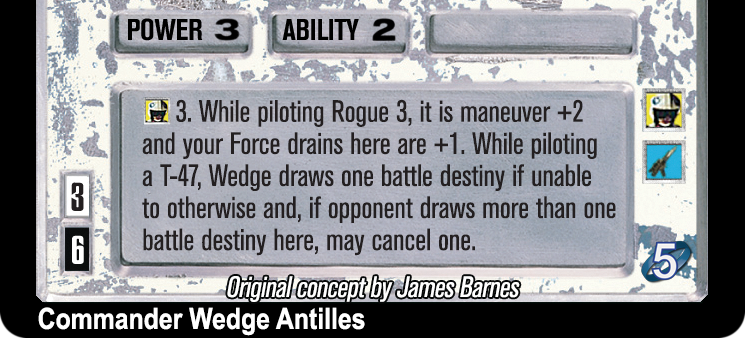 POWER 3 ABILITY 2
3. While piloting Rogue 3, it is maneuver +2
and your Force drains here are +1. While piloting
a T-47, Wedge draws one battle destiny if unable
to otherwise and, if opponent draws more than one
battle destiny here, may cancel one.
3
6
5
Original concept by James Barnes
Commander Wedge Antilles